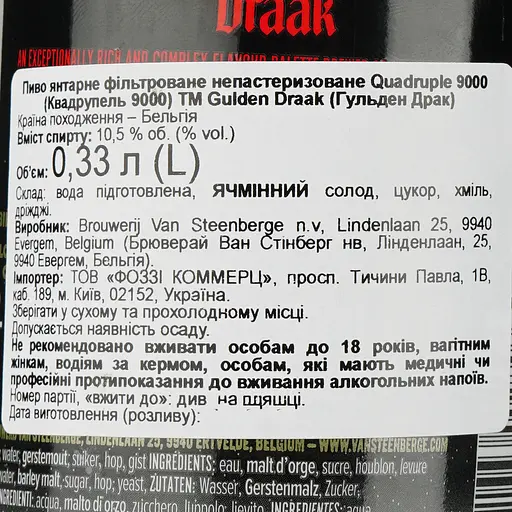 Draak
AN EXCEPTIONALLY RICH AND COMPLEX FLAVOUR PALETTE
Пиво янтарне фільтроване непастеризоване Quadruple 9000
(Квадрупель 9000) ТМ Gulden Draak (Гульден Драк)
Країна походження – Бельгія
Вміст спирту: 10,5 % об. (% vol.)
Об'єм: 0,33 л (L)
Склад: вода підготовлена, ЯЧМІННИЙ солод, цукор, хміль,
дріжджі.
Виробник: Brouwerij Van Steenberge n.v, Lindenlaan 25, 9940
Evergem, Belgium (Брюверай Ван Стінберг нв, Лінденлаан, 25,
9940 Евергем, Бельгія).
Імпортер: ТОВ «ФОЗЗІ КОММЕРЦ», просп. Тичини Павла, 1В,
каб. 189, м. Київ, 02152, Україна.
Зберігати у сухому та прохолодному місці.
Допускається наявність осаду.
Не рекомендовано вживати особам до 18 років, вагітним
жінкам, водіям за кермом, особам, які мають медичні чи
професійні протипоказання до вживання алкогольних напоїв.
Номер партії, «вжити до»: див на пляшці.
Дата виготовлення (розливу):
VAN STEENBERGE, LINDENLAAN 25, 9940 ERTVELDE, BELGIUM – WWW.VANSTEENBERGE.COM
water, gerstemout, suiker, hop, gist INGRÉDIENTS: eau, malt d'orge, sucre, houblon, levure
water, barley malt, sugar, hop, yeast, ZUTATEN: Wasser, Gerstenmalz, Zucker,
INGREDIENTI: acqua, malto di orzo, zucchero, luppolo, lievito,